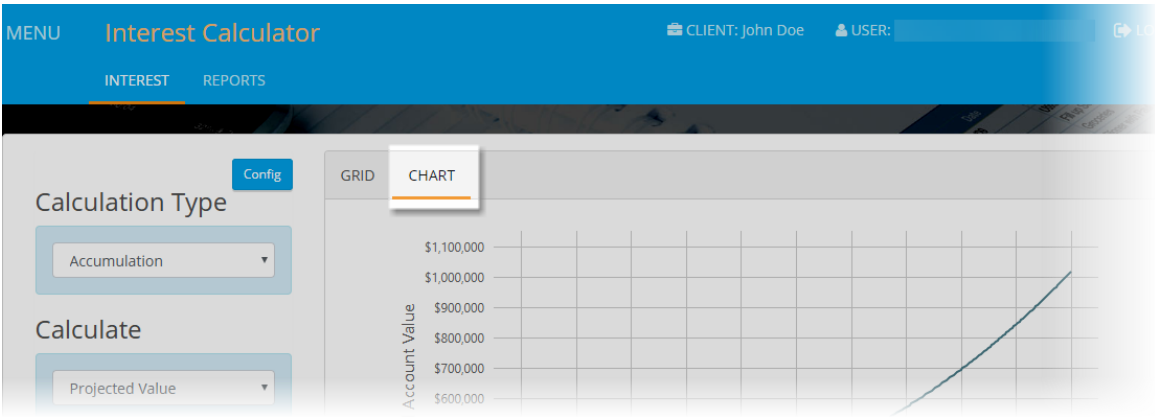 MENU
Interest Calculator
CLIENT: John Doe
USER:
INTEREST
REPORTS
Config
GRID
CHART
Calculation Type
Accumulation
Calculate
Projected Value
Account Value
$1,100,000
$1,000,000
$900,000
$800,000
$700,000
$600,000